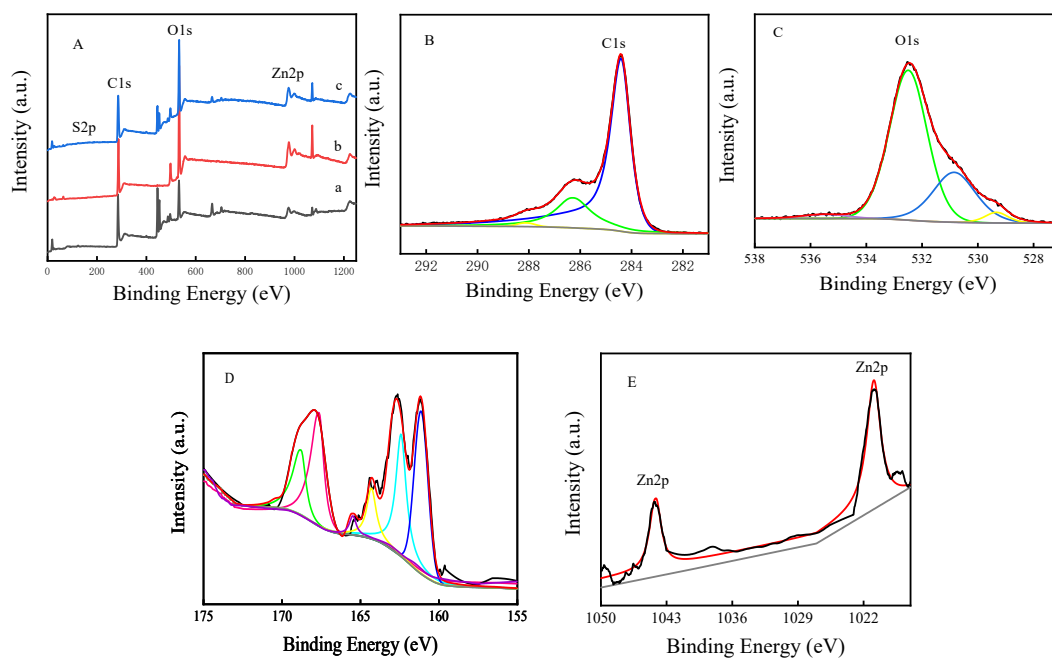 A
O1s
C1s
Zn2p
S2p
c
b
a
Intensity (a.u.)
0 200 400 600 800 1000 1200
Binding Energy (eV)
B
C1s
Intensity (a.u.)
292 290 288 286 284 282
Binding Energy (eV)
C
O1s
Intensity (a.u.)
538 536 534 532 530 528
Binding Energy (eV)
D
Intensity (a.u.)
175 170 165 160 155
Binding Energy (eV)
E
Zn2p
Zn2p
Intensity (a.u.)
1050 1043 1036 1029 1022
Binding Energy (eV)